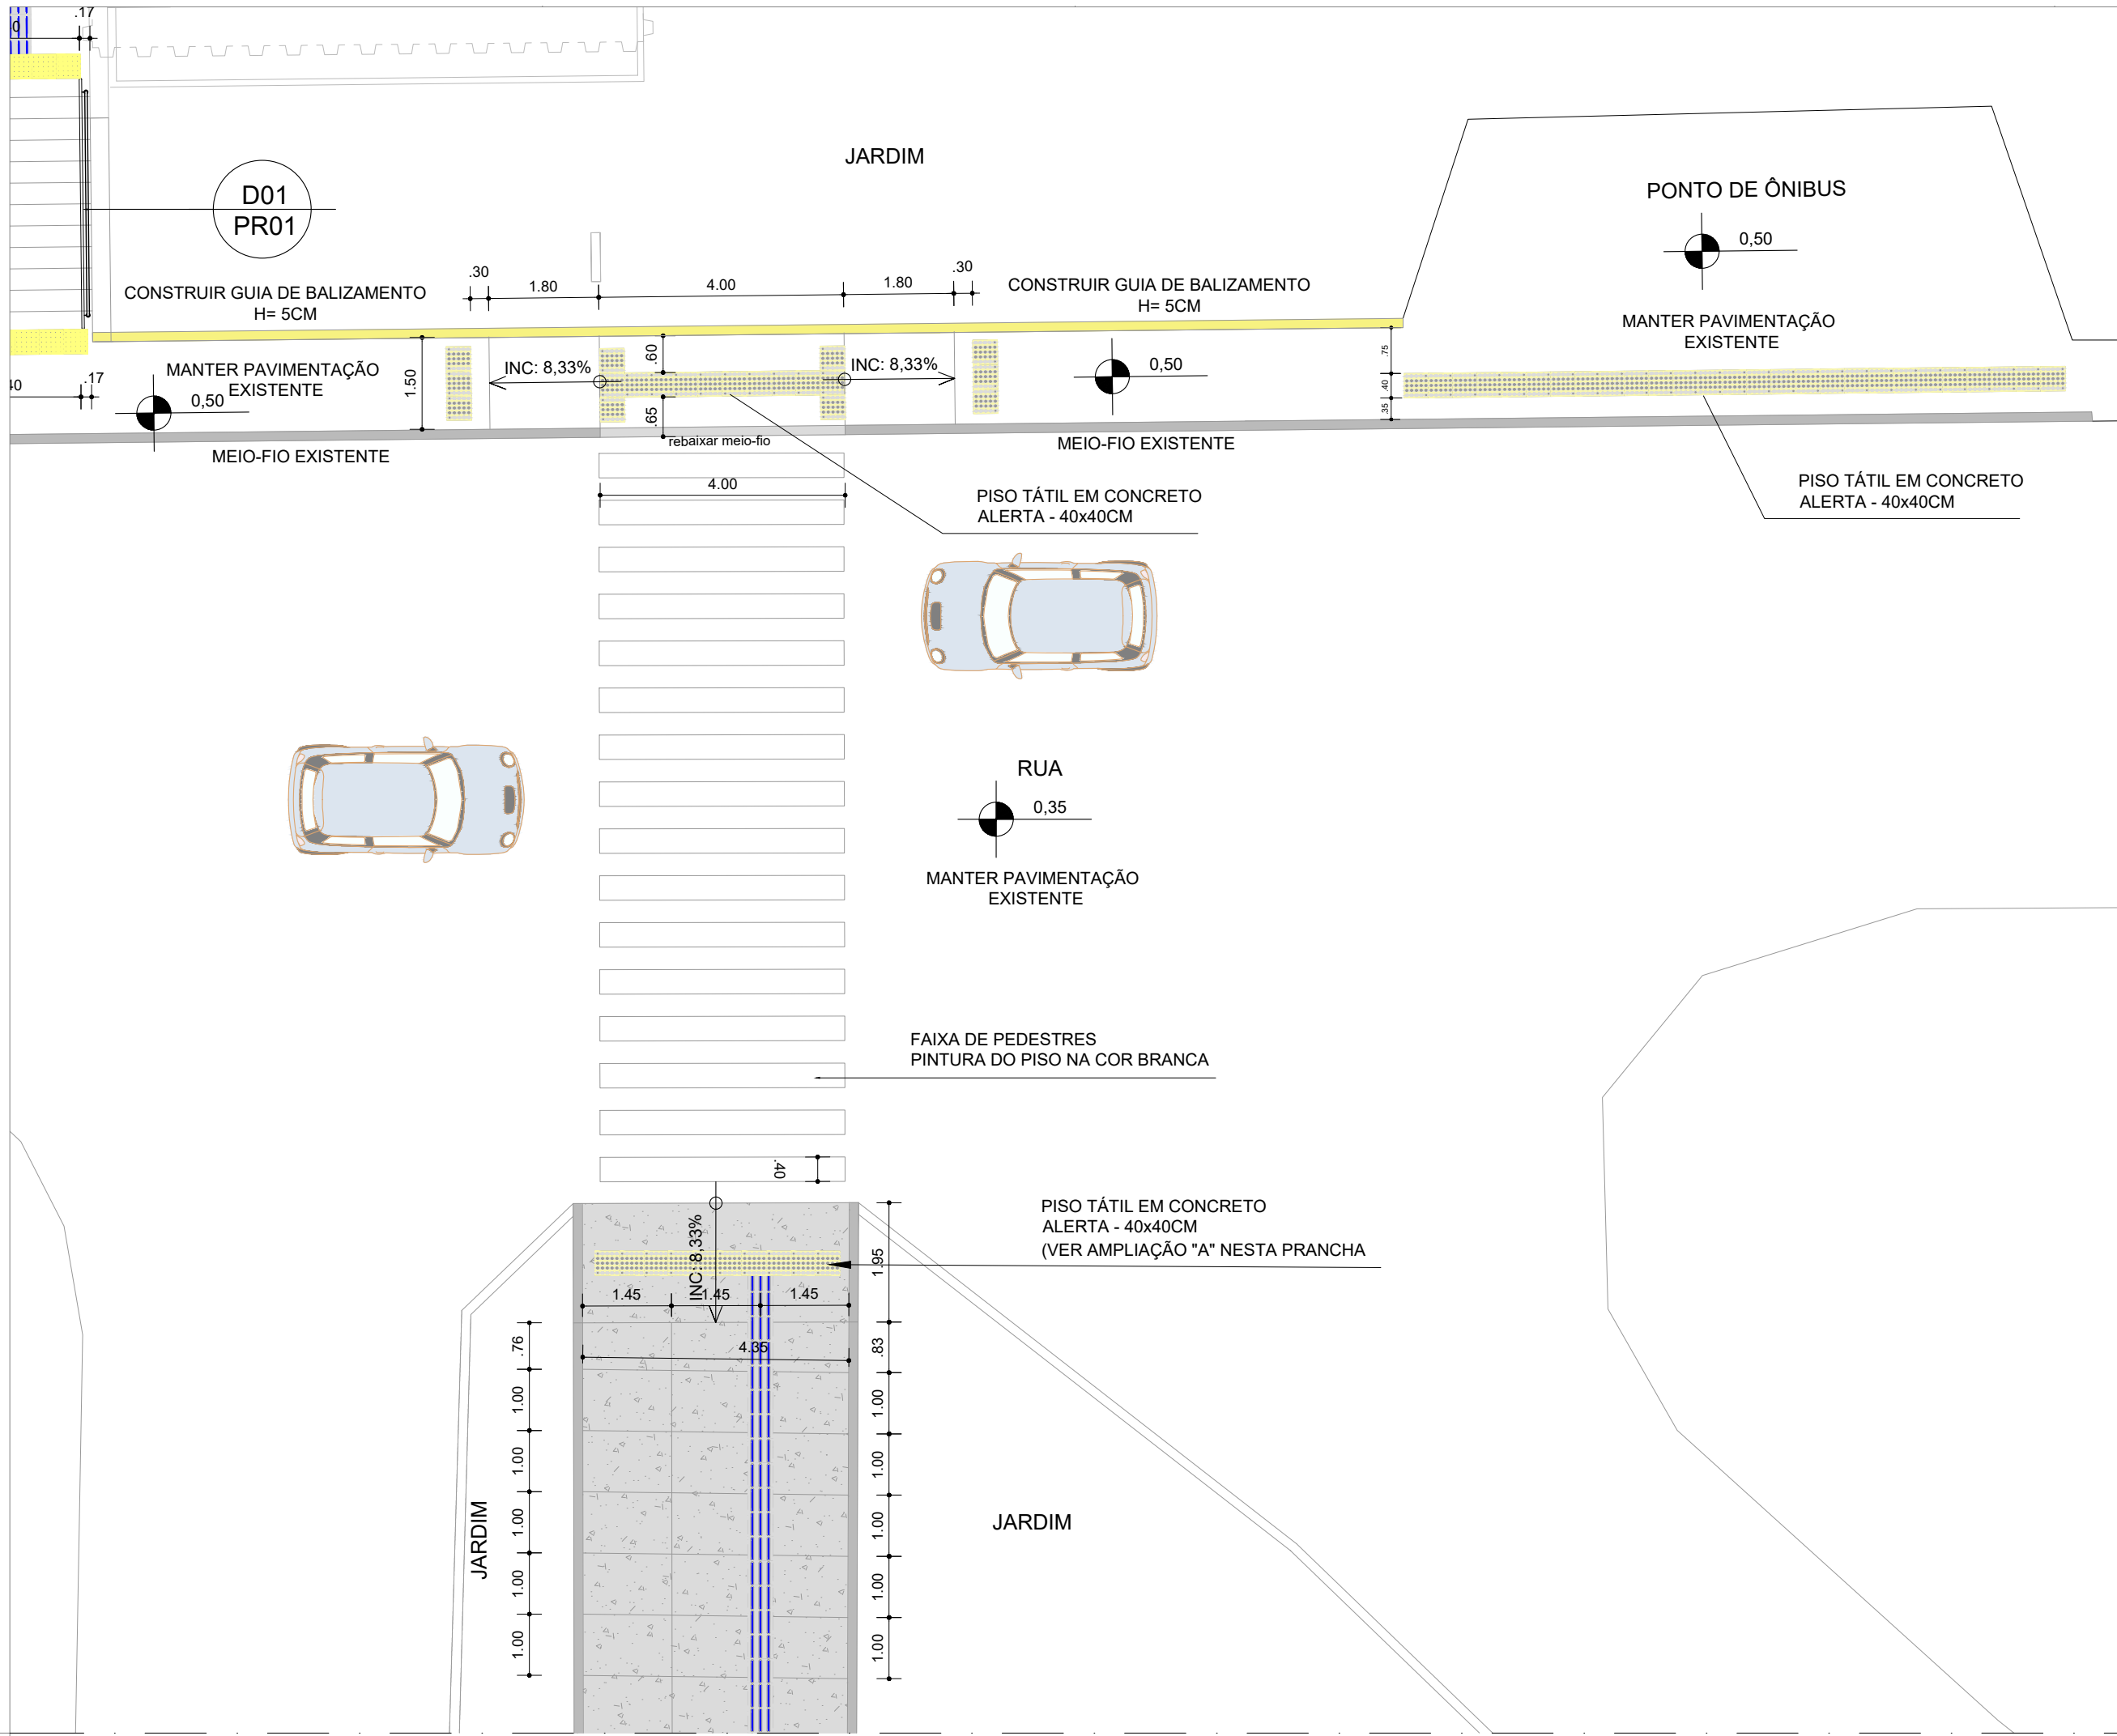 .17
0
JARDIM
D01
PR01
PONTO DE ÔNIBUS
0,50
.30
1.80
4.00
1.80
.30
CONSTRUIR GUIA DE BALIZAMENTO
H= 5CM
CONSTRUIR GUIA DE BALIZAMENTO
H= 5CM
MANTER PAVIMENTAÇÃO
EXISTENTE
MANTER PAVIMENTAÇÃO
EXISTENTE
1.50
INC: 8,33%
.60
INC: 8,33%
0,50
.75
.40
.35
40
.17
0,50
.65
rebaixar meio-fio
MEIO-FIO EXISTENTE
MEIO-FIO EXISTENTE
4.00
PISO TÁTIL EM CONCRETO
ALERTA - 40x40CM
PISO TÁTIL EM CONCRETO
ALERTA - 40x40CM
RUA
0,35
MANTER PAVIMENTAÇÃO
EXISTENTE
FAIXA DE PEDESTRES
PINTURA DO PISO NA COR BRANCA
.40
PISO TÁTIL EM CONCRETO
ALERTA - 40x40CM
(VER AMPLIAÇÃO "A" NESTA PRANCHA
INC: 8,33%
1.95
1.45
1.45
1.45
.76
4.35
.83
1.00
1.00
1.00
1.00
1.00
1.00
1.00
1.00
1.00
1.00
JARDIM
JARDIM